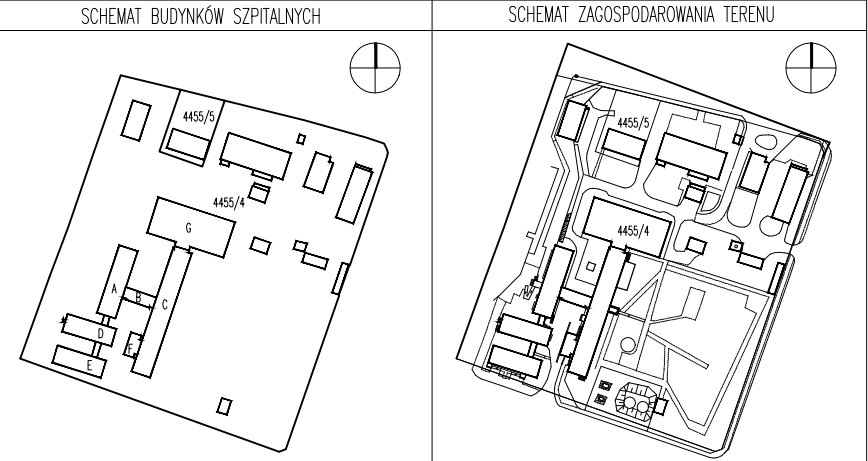 SCHEMAT BUDYNKÓW SZPITALNYCH
SCHEMAT ZAGOSPODAROWANIA TERENU
4455/5
4455/4
G
A
B
C
D
F
E
4455/5
4455/4